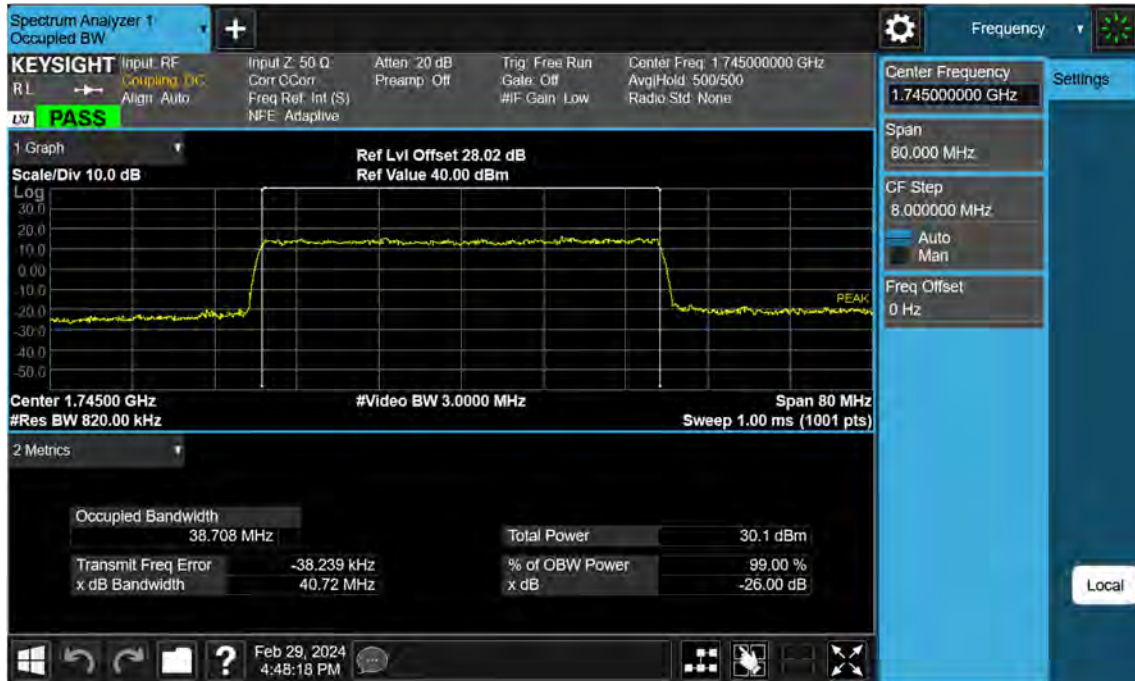 Spectrum Analyzer 1
Occupied BW
+
Frequency
KEYSIGHT
RL
LXI PASS
Input: RF
Coupling: DC
Align: Auto
Input Z: 50 Ω
Corr CCorr
Freq Ref: Int (S)
NFE: Adaptive
Atten: 20 dB
Preamp: Off
Trig: Free Run
Gate: Off
#IF Gain: Low
Center Freq: 1.745000000 GHz
Avg|Hold: 500/500
Radio Std: None
1 Graph
Scale/Div 10.0 dB
Ref Lvl Offset 28.02 dB
Ref Value 40.00 dBm
Log
30.0
20.0
10.0
0.00
-10.0
-20.0
-30.0
-40.0
-50.0
PEAK
Center 1.74500 GHz
#Video BW 3.0000 MHz
Span 80 MHz
#Res BW 820.00 kHz
Sweep 1.00 ms (1001 pts)
2 Metrics
Occupied Bandwidth
38.708 MHz
Total Power 30.1 dBm
Transmit Freq Error -38.239 kHz
% of OBW Power 99.00 %
x dB Bandwidth 40.72 MHz
x dB -26.00 dB
Center Frequency
1.745000000 GHz
Settings
Span
80.000 MHz
CF Step
8.000000 MHz
Auto
Man
Freq Offset
0 Hz
Local
?
Feb 29, 2024
4:48:18 PM